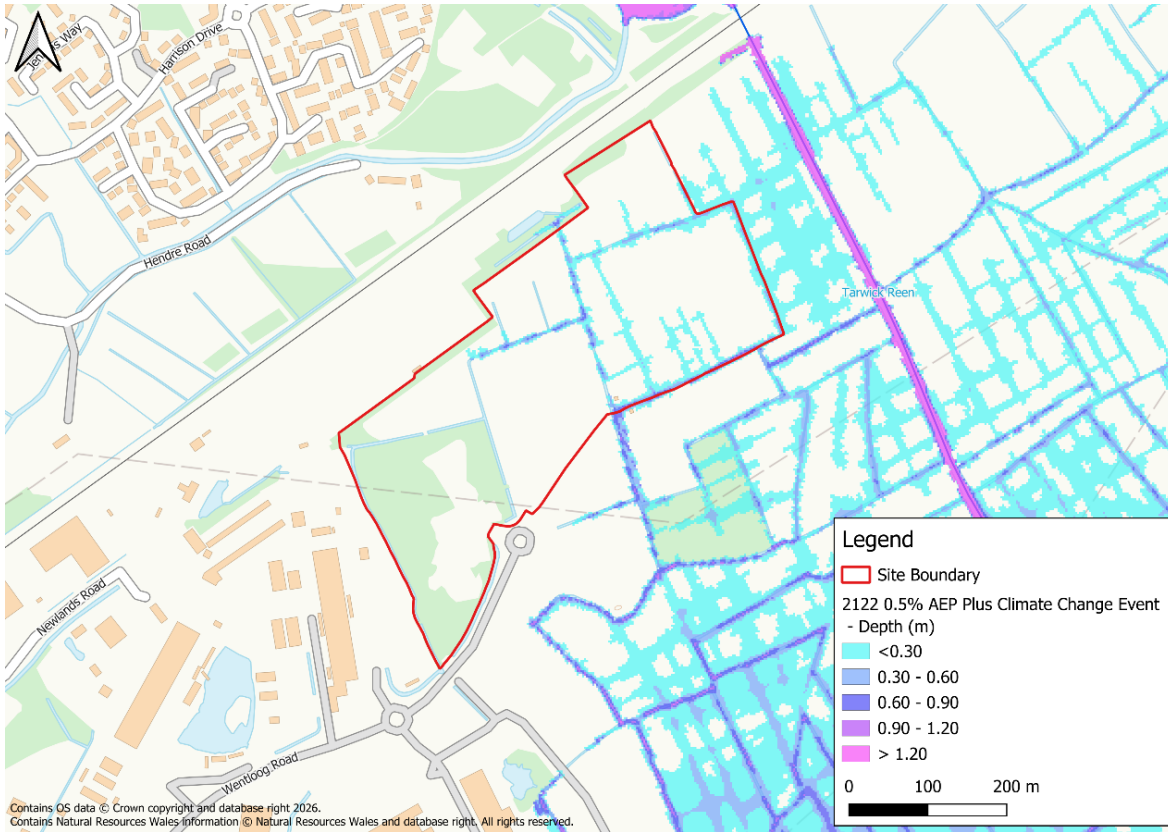 Harrison Drive
Hendre Road
Tarwick Reen
Newlands Road
Wentloog Road
Legend
Site Boundary
2122 0.5% AEP Plus Climate Change Event
- Depth (m)
<0.30
0.30 - 0.60
0.60 - 0.90
0.90 - 1.20
> 1.20
0 100 200 m
Contains OS data © Crown copyright and database right 2026.
Contains Natural Resources Wales information © Natural Resources Wales and database right. All rights reserved.